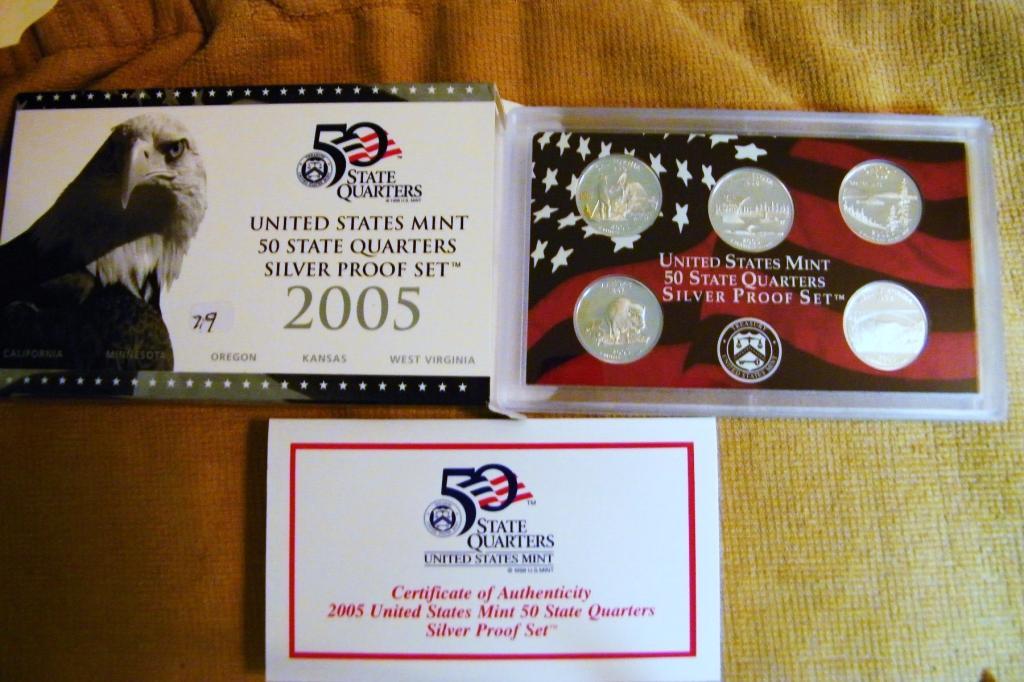 50
STATE
QUARTERS
UNITED STATES MINT
50 STATE QUARTERS
SILVER PROOF SET™
2005
79
CALIFORNIA MINNESOTA OREGON KANSAS WEST VIRGINIA
UNITED STATES MINT
50 STATE QUARTERS
SILVER PROOF SET™
50
TM
STATE
QUARTERS
UNITED STATES MINT
Certificate of Authenticity
2005 United States Mint 50 State Quarters
Silver Proof Set™